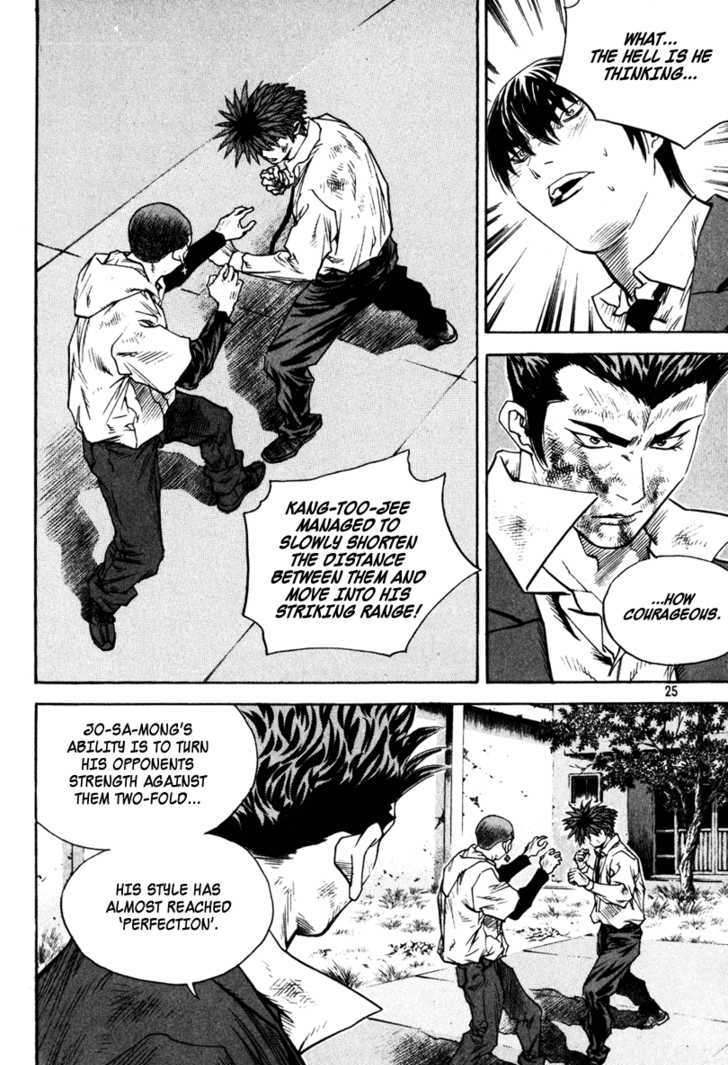 WHAT...
THE HELL IS HE
THINKING...
KANG-TOO-JEE
MANAGED TO
SLOWLY SHORTEN
THE DISTANCE
BETWEEN THEM AND
MOVE INTO HIS
STRIKING RANGE!
...HOW
COURAGEOUS.
25
JO-SA-MONG'S
ABILITY IS TO TURN
HIS OPPONENTS
STRENGTH AGAINST
THEM TWO-FOLD...
HIS STYLE HAS
ALMOST REACHED
'PERFECTION'.